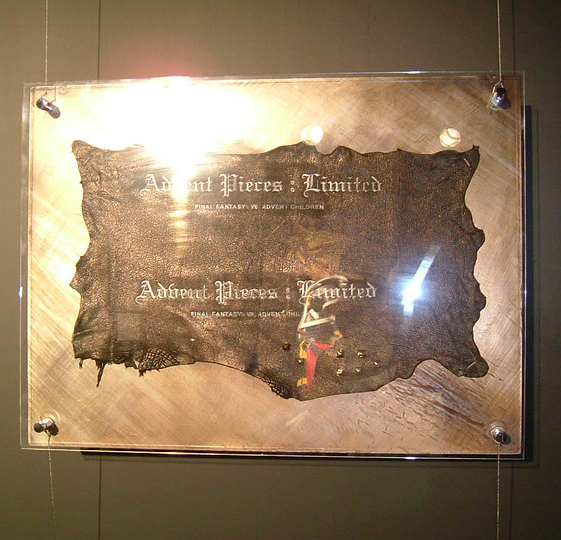 Advent Pieces : Limited
FINAL FANTASY VII ADVENT CHILDREN
Advent Pieces : Limited
FINAL FANTASY VII ADVENT